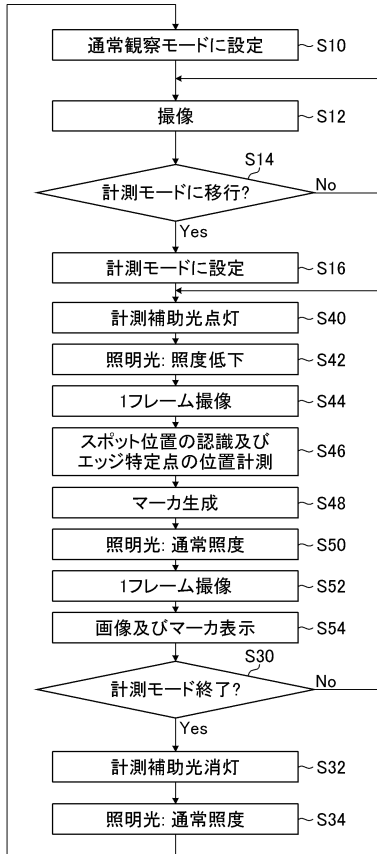 通常観察モードに設定
S10
撮像
S12
S14
計測モードに移行?
No
Yes
計測モードに設定
S16
計測補助光点灯
S40
照明光: 照度低下
S42
1フレーム撮像
S44
スポット位置の認識及び
エッジ特定点の位置計測
S46
マーカ生成
S48
照明光: 通常照度
S50
1フレーム撮像
S52
画像及びマーカ表示
S54
S30
計測モード終了?
No
Yes
計測補助光消灯
S32
照明光: 通常照度
S34